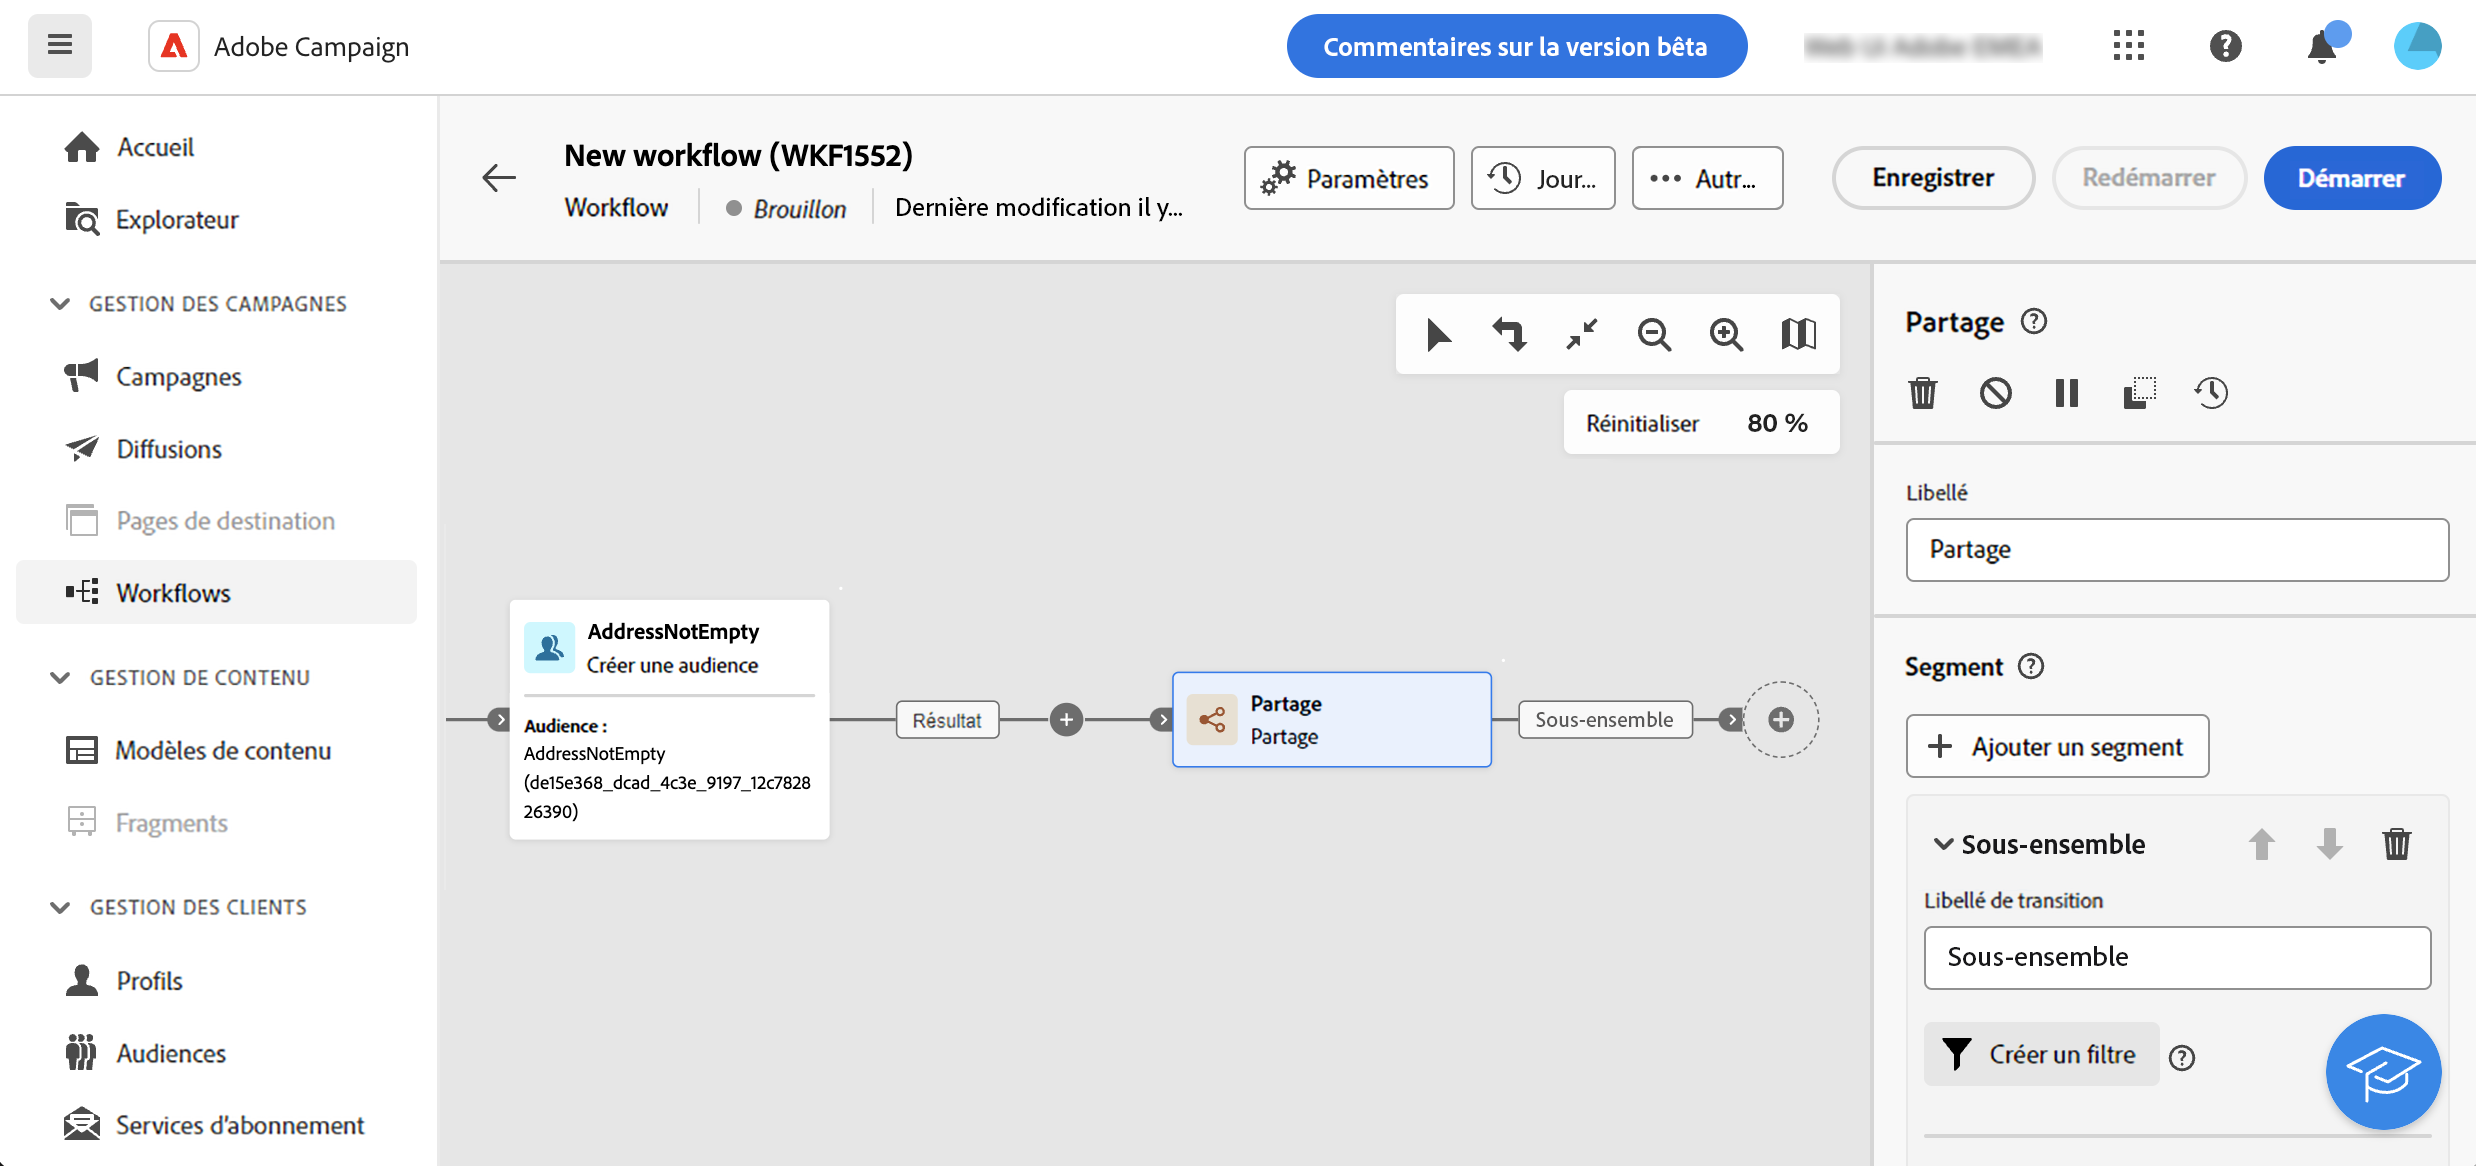 Adobe Campaign
Commentaires sur la version bêta
Accueil
Explorateur
GESTION DES CAMPAGNES
Campagnes
Diffusions
Pages de destination
Workflows
GESTION DE CONTENU
Modèles de contenu
Fragments
GESTION DES CLIENTS
Profils
Audiences
Services d'abonnement
New workflow (WKF1552)
Workflow
Brouillon
Dernière modification il y...
Paramètres
Jour...
Autr...
Enregistrer
Redémarrer
Démarrer
Réinitialiser 80 %
AddressNotEmpty
Créer une audience
Audience :
AddressNotEmpty
(de15e368_dcad_4c3e_9197_12c7828
26390)
Résultat
Partage
Partage
Sous-ensemble
Partage
Libellé
Partage
Segment
Ajouter un segment
Sous-ensemble
Libellé de transition
Sous-ensemble
Créer un filtre